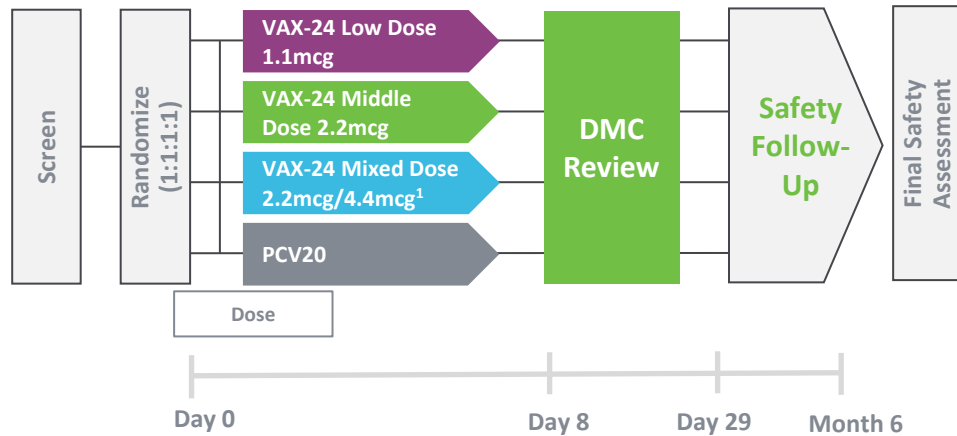 Screen
Randomize
(1:1:1:1)
VAX-24 Low Dose
1.1mcg
VAX-24 Middle
Dose 2.2mcg
VAX-24 Mixed Dose
2.2mcg/4.4mcg¹
PCV20
Dose
DMC
Review
Safety
Follow-
Up
Final Safety
Assessment
Day 0
Day 8
Day 29
Month 6